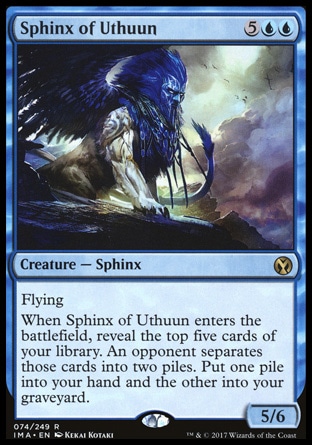 Sphinx of Uthuun 5
Creature — Sphinx
Flying
When Sphinx of Uthuun enters the
battlefield, reveal the top five cards of
your library. An opponent separates
those cards into two piles. Put one pile
into your hand and the other into your
graveyard.
5/6
074/249 R
IMA • EN KEKAI KOTAKI
™ & © 2017 Wizards of the Coast